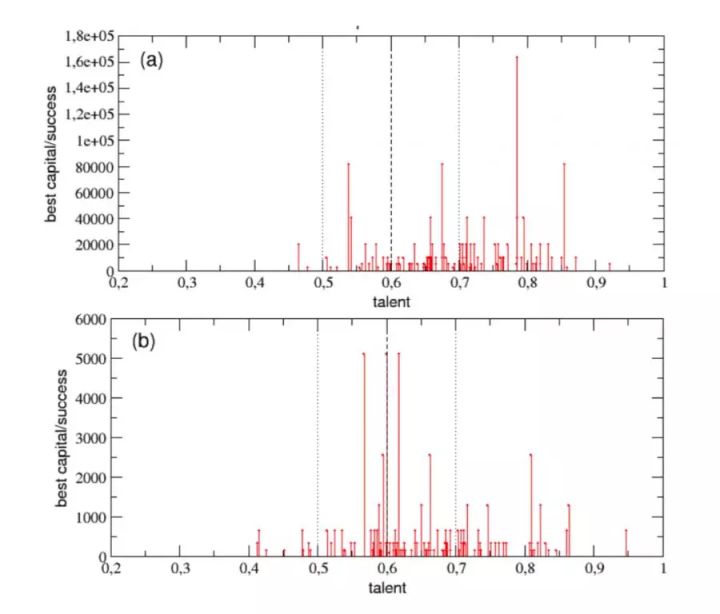 1,8e+05
(a)
1,6e+05
1,4e+05
1,2e+05
1e+05
80000
60000
40000
20000
0
best capital/success
0,2 0,3 0,4 0,5 0,6 0,7 0,8 0,9 1
talent
6000
(b)
5000
4000
3000
2000
1000
0
best capital/success
0,2 0,3 0,4 0,5 0,6 0,7 0,8 0,9 1
talent